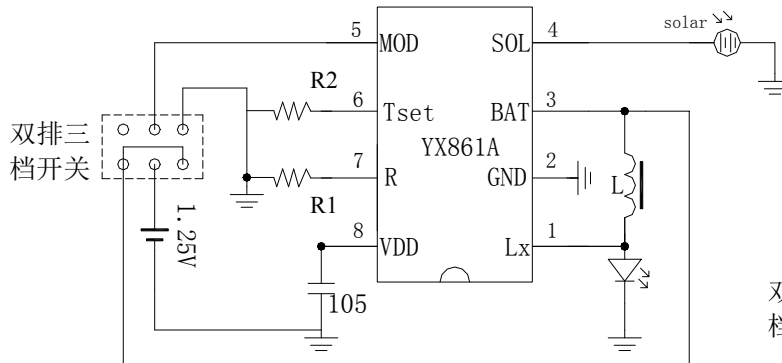 5
MOD
SOL
4
solar
R2
6
Tset
BAT
3
双排三
档开关
YX861A
7
R
GND
2
R1
L
1.25V
8
VDD
Lx
1
105
双
档